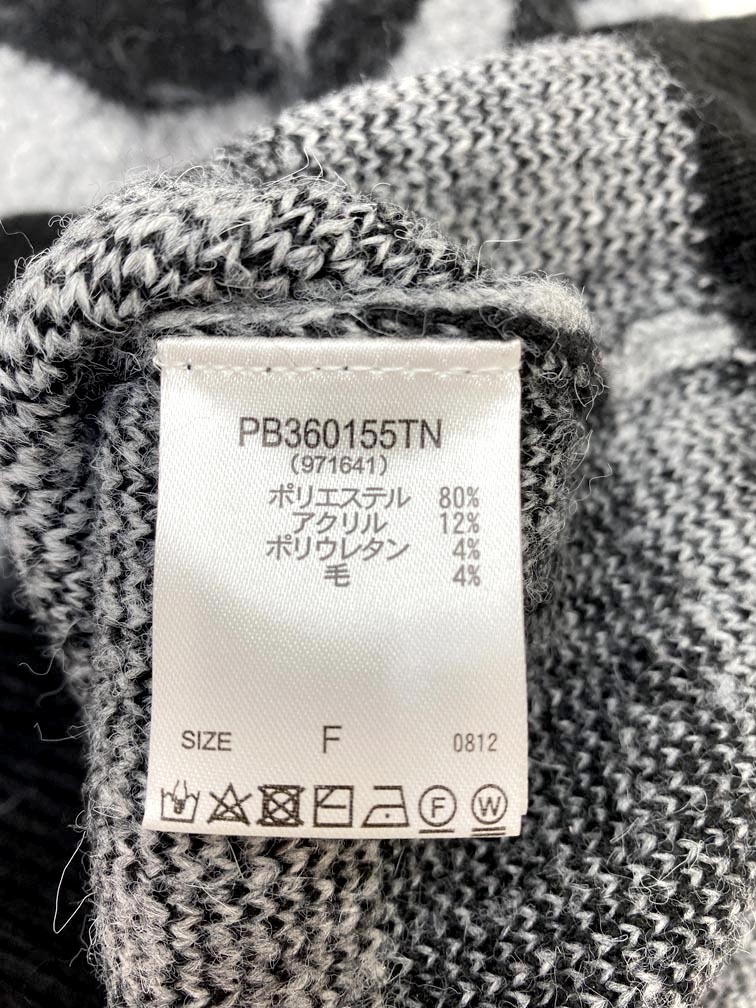 PB360155TN
(971641)
ポリエステル 80%
アクリル 12%
ポリウレタン 4%
毛 4%
SIZE F 0812
F W